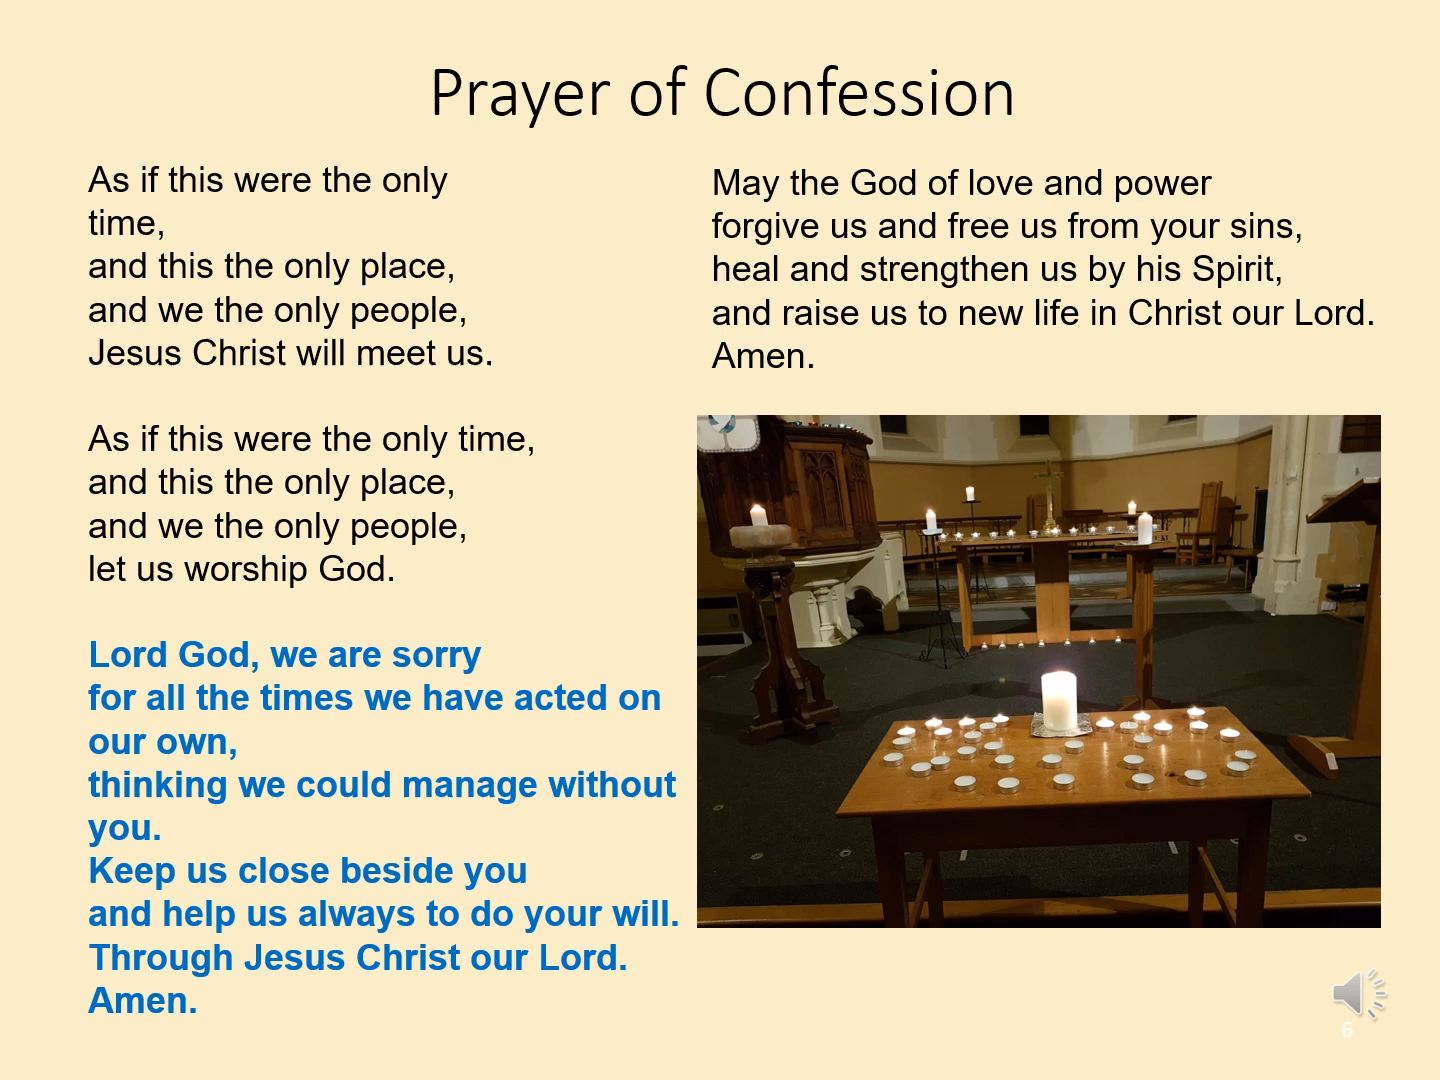 Prayer of Confession
As if this were the only
time,
and this the only place,
and we the only people,
Jesus Christ will meet us.
As if this were the only time,
and this the only place,
and we the only people,
let us worship God.
Lord God, we are sorry
for all the times we have acted on
our own,
thinking we could manage without
you.
Keep us close beside you
and help us always to do your will.
Through Jesus Christ our Lord.
Amen.
May the God of love and power
forgive us and free us from your sins,
heal and strengthen us by his Spirit,
and raise us to new life in Christ our Lord.
Amen.
6